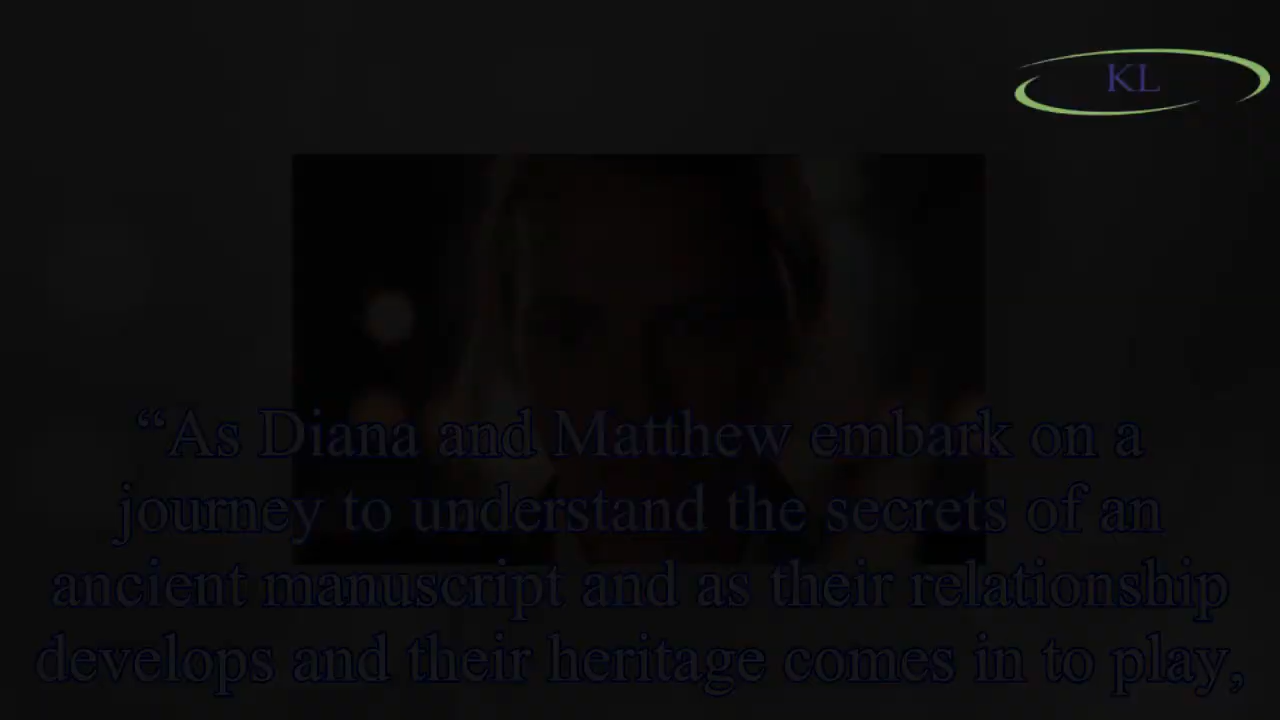 KL
“As Diana and Matthew embark on a
journey to understand the secrets of an
ancient manuscript and as their relationship
develops and their heritage comes in to play,